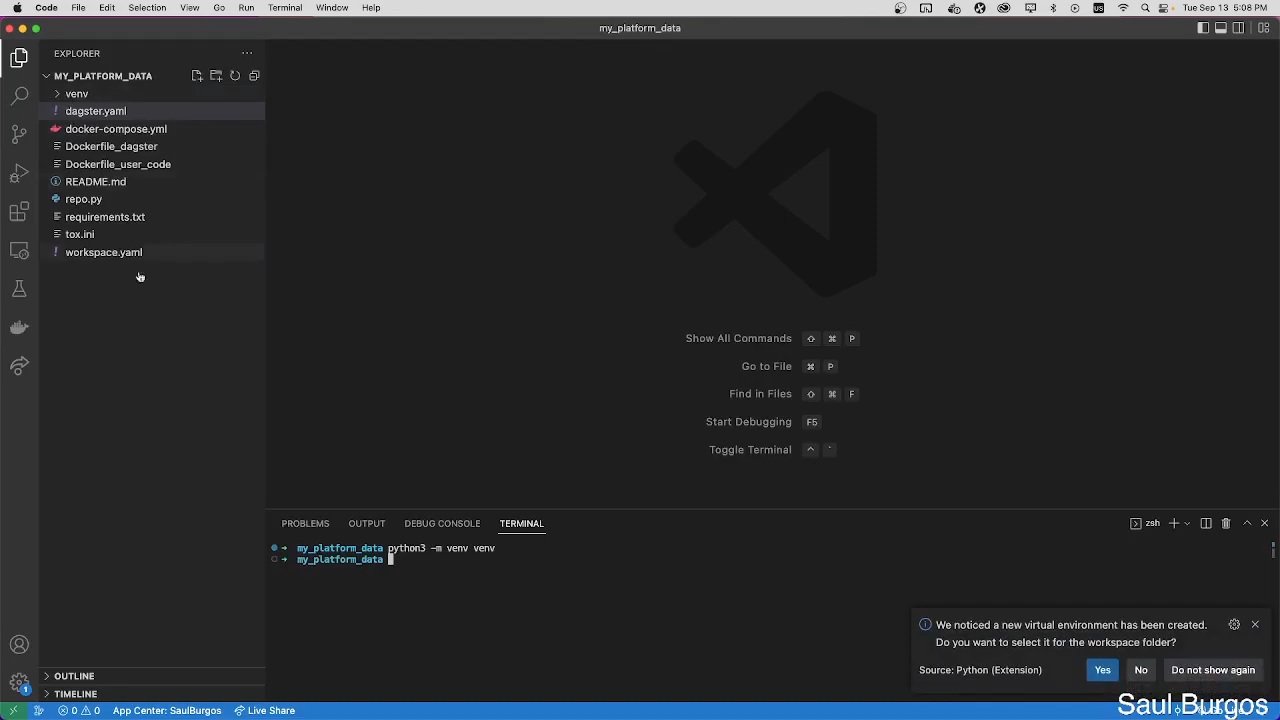 Code File Edit Selection View Go Run Terminal Window Help
US
Tue Sep 13 5:08 PM
my_platform_data
EXPLORER
MY_PLATFORM_DATA
venv
! dagster.yaml
docker-compose.yml
Dockerfile_dagster
Dockerfile_user_code
README.md
repo.py
requirements.txt
tox.ini
! workspace.yaml
Show All Commands ⇧ ⌘ P
Go to File ⌘ P
Find in Files ⇧ ⌘ F
Start Debugging F5
Toggle Terminal ^ `
PROBLEMS OUTPUT DEBUG CONSOLE TERMINAL
zsh
my_platform_data python3 -m venv venv
my_platform_data
We noticed a new virtual environment has been created.
Do you want to select it for the workspace folder?
Source: Python (Extension)
Yes No Do not show again
OUTLINE
TIMELINE
1
0 0 App Center: SaulBurgos Live Share
Saul Burgos